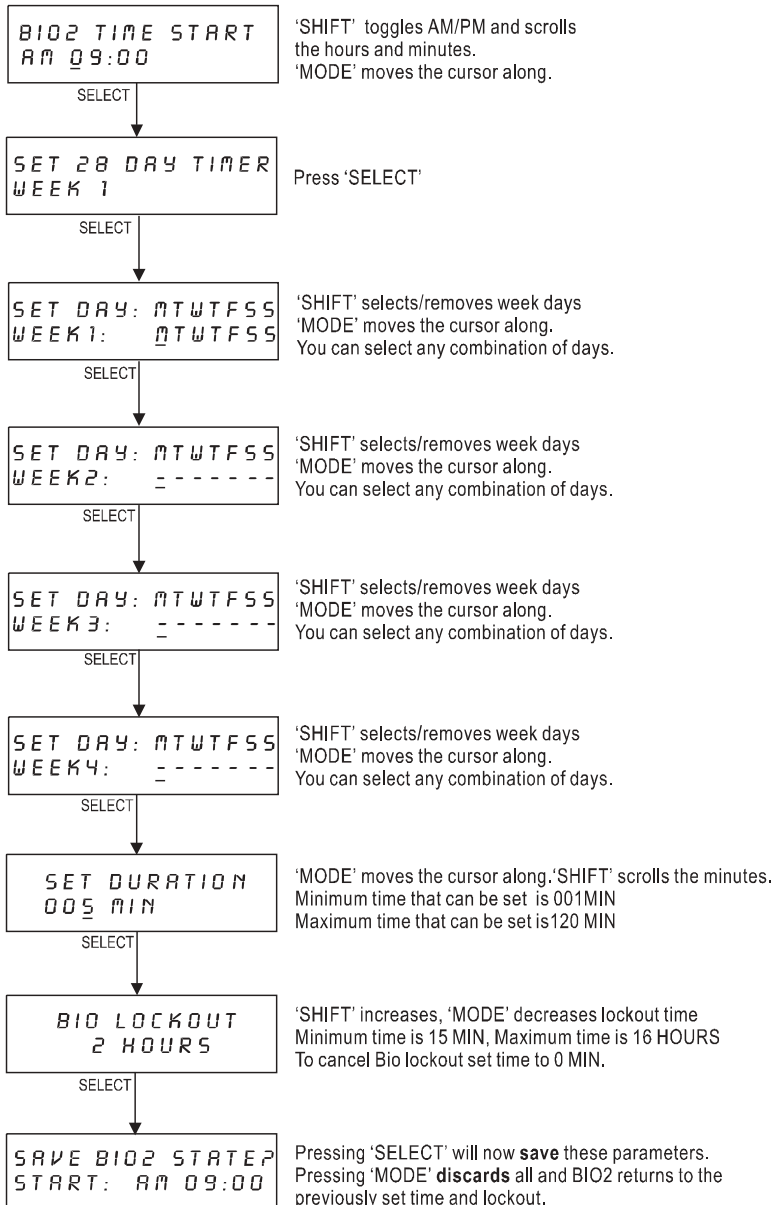 BIO2 TIME START
AM 09:00
'SHIFT' toggles AM/PM and scrolls
the hours and minutes.
'MODE' moves the cursor along.
SELECT
SET 28 DAY TIMER
WEEK 1
Press 'SELECT'
SELECT
SET DAY: MTWTFSS
WEEK1: MTWTFSS
'SHIFT' selects/removes week days
'MODE' moves the cursor along.
You can select any combination of days.
SELECT
SET DAY: MTWTFSS
WEEK2: - - - - - - -
'SHIFT' selects/removes week days
'MODE' moves the cursor along.
You can select any combination of days.
SELECT
SET DAY: MTWTFSS
WEEK3: - - - - - - -
'SHIFT' selects/removes week days
'MODE' moves the cursor along.
You can select any combination of days.
SELECT
SET DAY: MTWTFSS
WEEK4: - - - - - - -
'SHIFT' selects/removes week days
'MODE' moves the cursor along.
You can select any combination of days.
SELECT
SET DURATION
005 MIN
'MODE' moves the cursor along.'SHIFT' scrolls the minutes.
Minimum time that can be set is 001MIN
Maximum time that can be set is120 MIN
SELECT
BIO LOCKOUT
2 HOURS
'SHIFT' increases, 'MODE' decreases lockout time
Minimum time is 15 MIN, Maximum time is 16 HOURS
To cancel Bio lockout set time to 0 MIN.
SELECT
SAVE BIO2 STATE?
START: AM 09:00
Pressing 'SELECT' will now save these parameters.
Pressing 'MODE' discards all and BIO2 returns to the
previously set time and lockout.